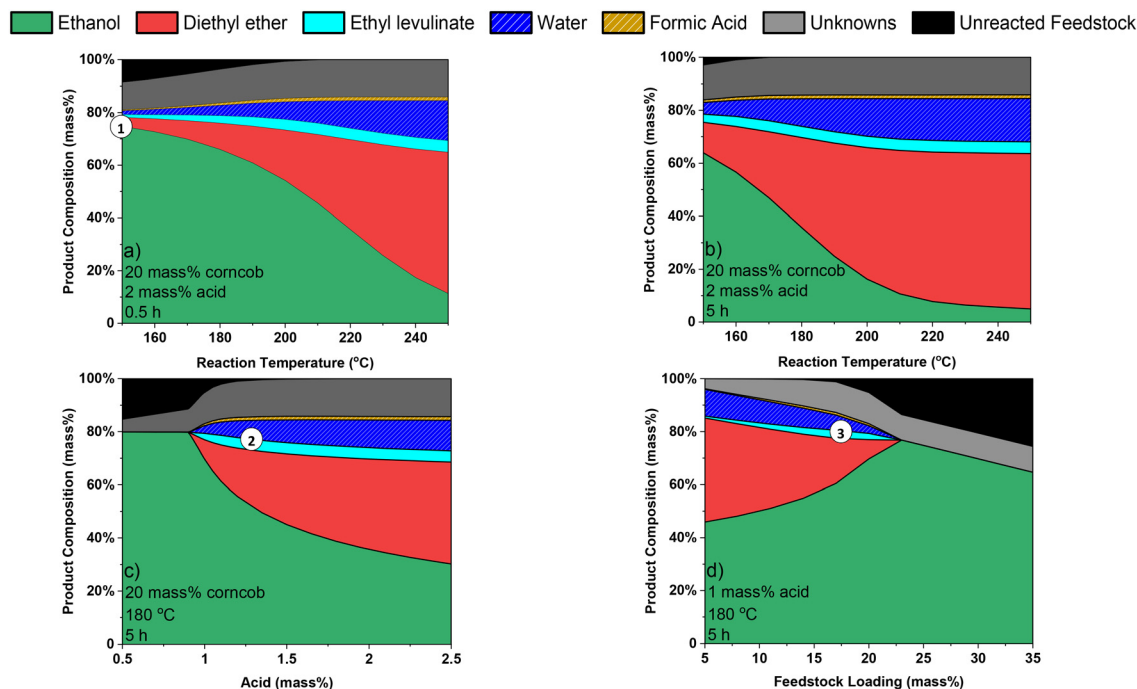 Ethanol Diethyl ether Ethyl levulinate Water Formic Acid Unknowns Unreacted Feedstock
Product Composition (mass%)
100%
80%
60%
40%
20%
0
1
a)
20 mass% corncob
2 mass% acid
0.5 h
160 180 200 220 240
Reaction Temperature (°C)
Product Composition (mass%)
100%
80%
60%
40%
20%
0
b)
20 mass% corncob
2 mass% acid
5 h
160 180 200 220 240
Reaction Temperature (°C)
Product Composition (mass%)
100%
80%
60%
40%
20%
0
2
c)
20 mass% corncob
180 °C
5 h
0.5 1 1.5 2 2.5
Acid (mass%)
Product Composition (mass%)
100%
80%
60%
40%
20%
0
3
d)
1 mass% acid
180 °C
5 h
5 10 15 20 25 30 35
Feedstock Loading (mass%)